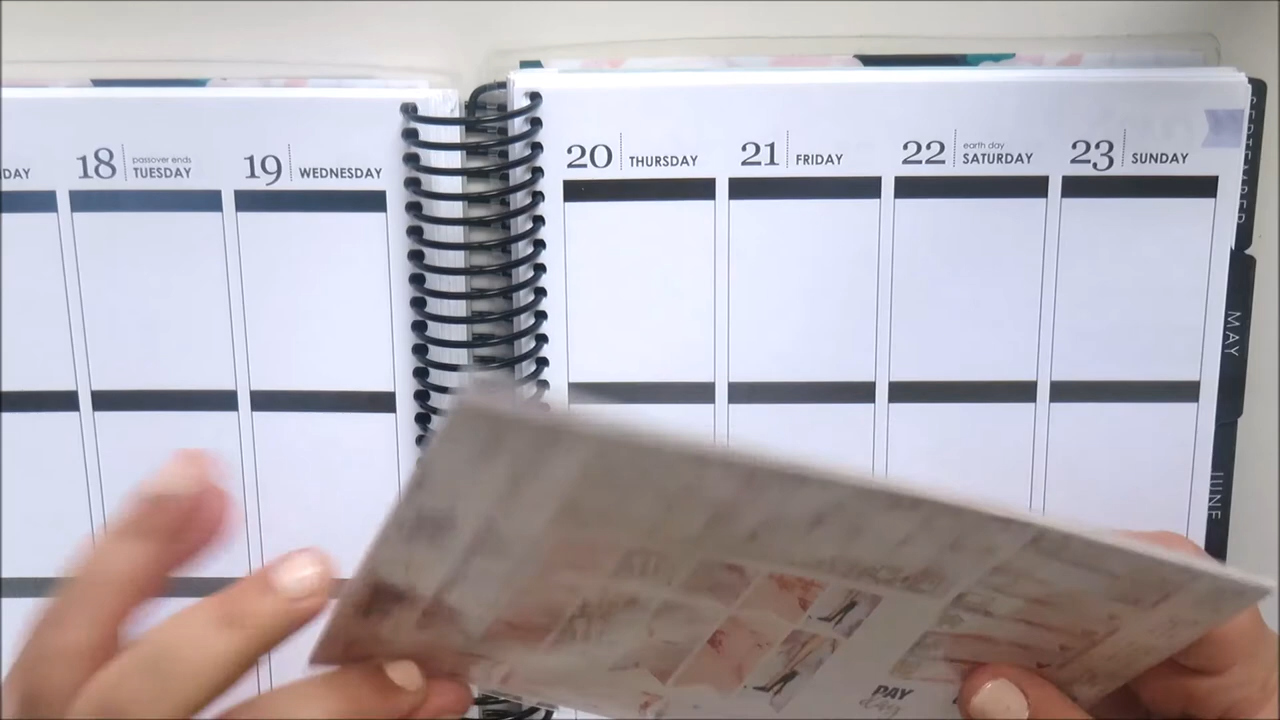 DAY
18 passover ends TUESDAY
19 WEDNESDAY
20 THURSDAY
21 FRIDAY
22 earth day SATURDAY
23 SUNDAY
SEPTEMBER
MAY
JUNE
PAY
day